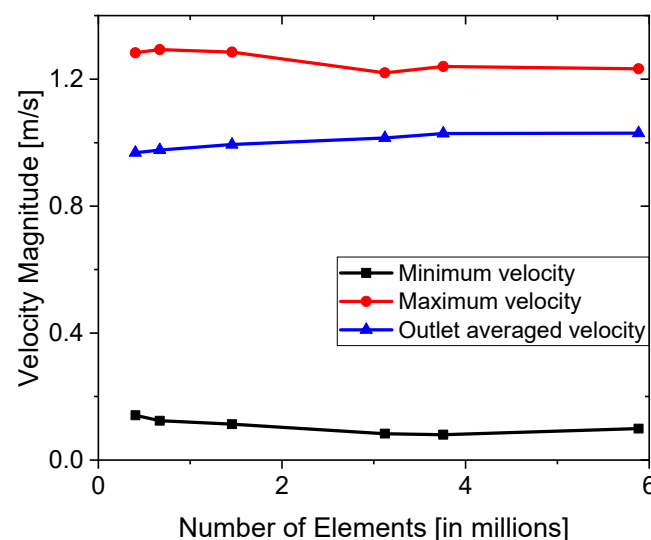 Velocity Magnitude [m/s]
1.2
0.8
0.4
0.0
Minimum velocity
Maximum velocity
Outlet averaged velocity
0 2 4 6
Number of Elements [in millions]